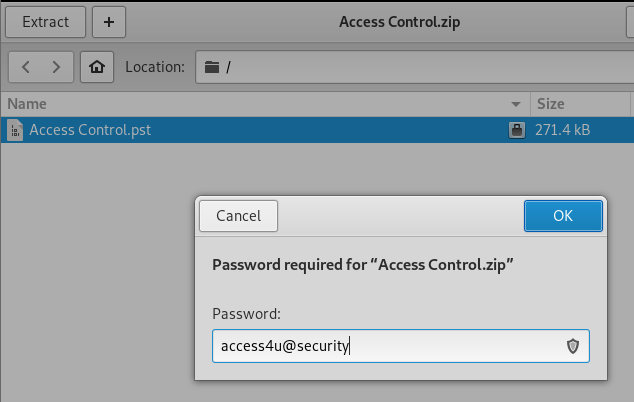 Extract + Access Control.zip
Location: /
Name Size
Access Control.pst 271.4 kB
Cancel OK
Password required for “Access Control.zip”
Password:
access4u@security